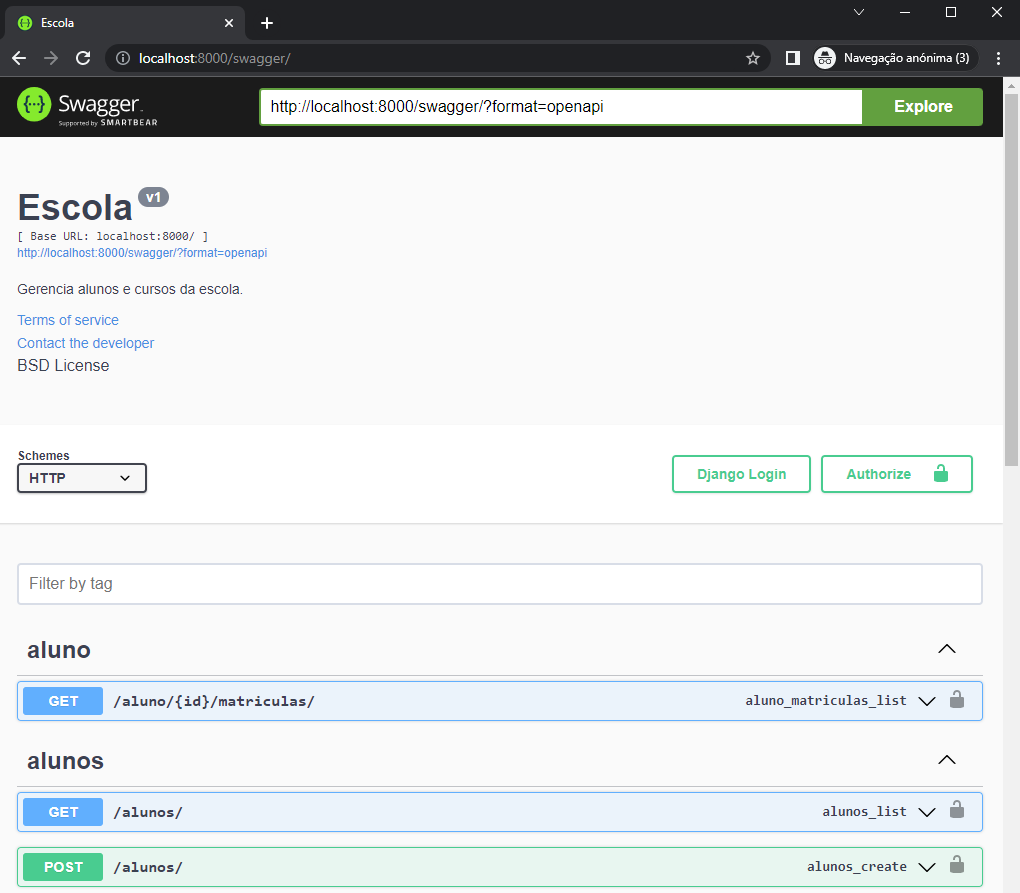 Escola
localhost:8000/swagger/
Navegação anónima (3)
Swagger.
Supported by SMARTBEAR
http://localhost:8000/swagger/?format=openapi
Explore
Escola v1
[ Base URL: localhost:8000/ ]
http://localhost:8000/swagger/?format=openapi
Gerencia alunos e cursos da escola.
Terms of service
Contact the developer
BSD License
Schemes
HTTP
Django Login
Authorize
Filter by tag
aluno
GET /aluno/{id}/matriculas/ aluno_matriculas_list
alunos
GET /alunos/ alunos_list
POST /alunos/ alunos_create